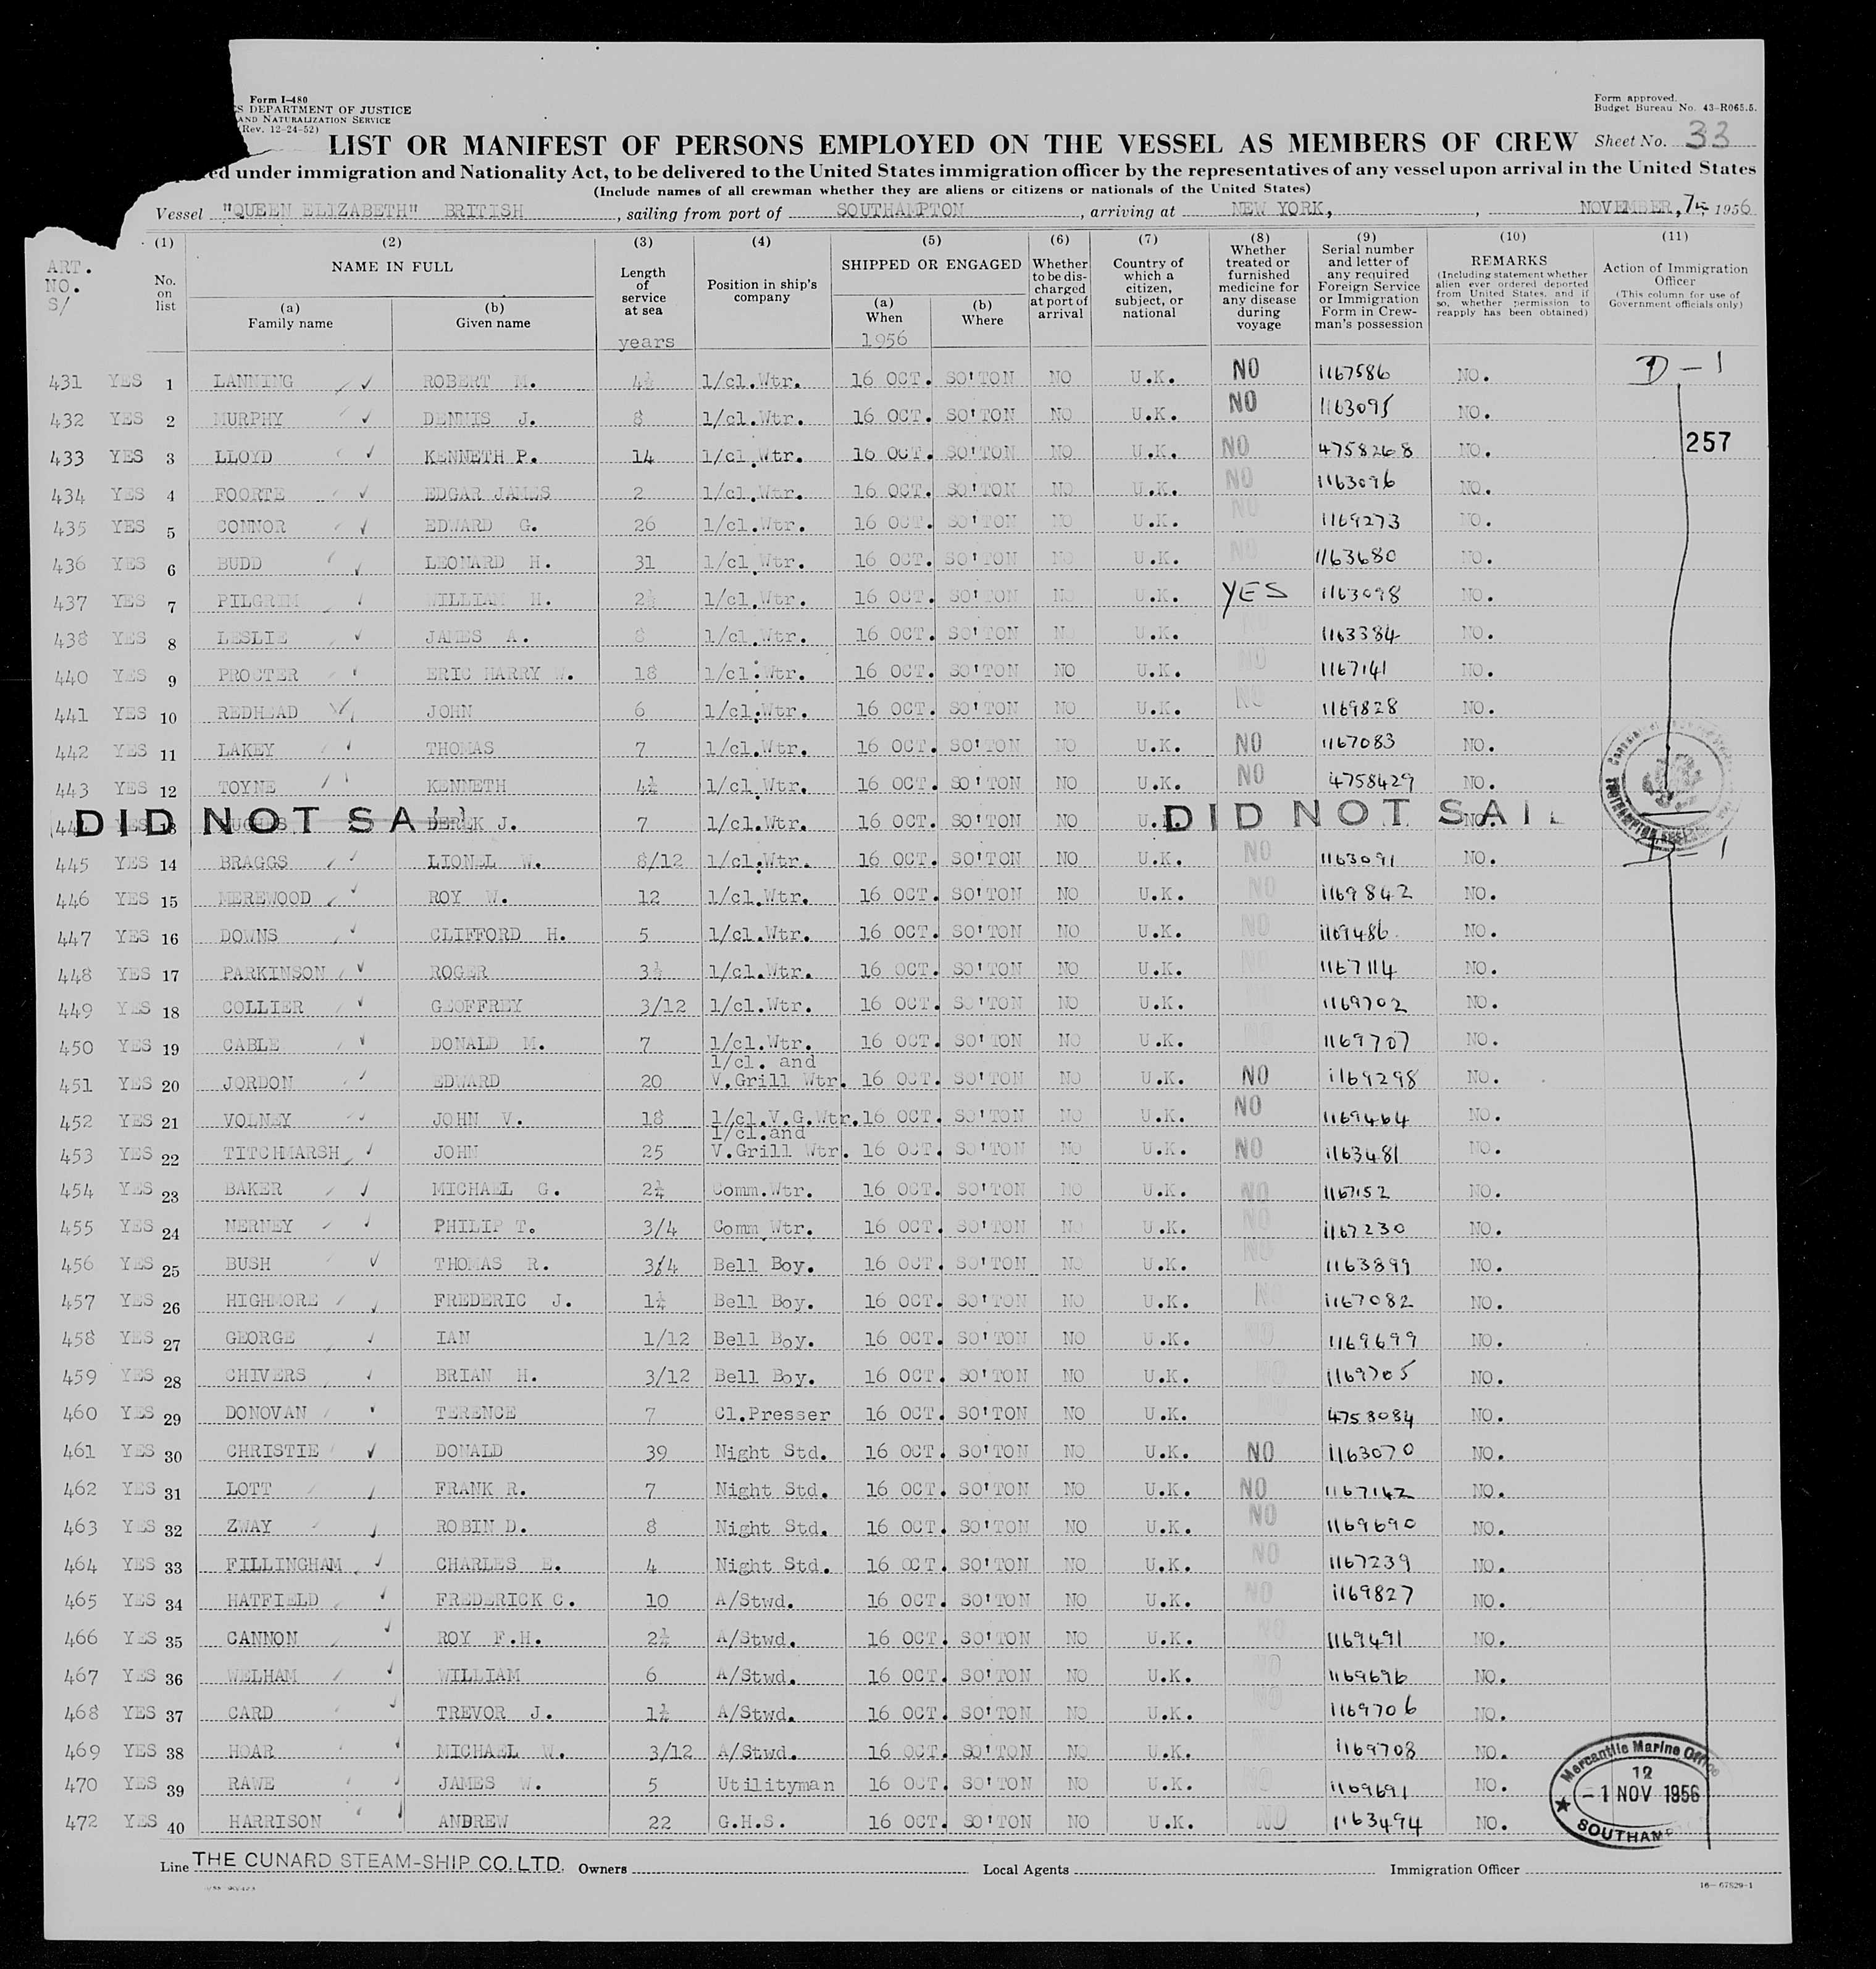 Form I-480
S DEPARTMENT OF JUSTICE
AND NATURALIZATION SERVICE
(Rev. 12-24-52)
Form approved.
Budget Bureau No. 43-R065.5.
LIST OR MANIFEST OF PERSONS EMPLOYED ON THE VESSEL AS MEMBERS OF CREW Sheet No. 33
ed under immigration and Nationality Act, to be delivered to the United States immigration officer by the representatives of any vessel upon arrival in the United States
(Include names of all crewman whether they are aliens or citizens or nationals of the United States)
Vessel "QUEEN ELIZABETH" BRITISH, sailing from port of SOUTHAMPTON, arriving at NEW YORK, , NOVEMBER, 7th 1956
ART. NO. S/
(1) No. on list
(2) NAME IN FULL
(a) Family name
(b) Given name
(3) Length of service at sea
years
(4) Position in ship's company
(5) SHIPPED OR ENGAGED
(a) When
1956
(b) Where
(6) Whether to be discharged at port of arrival
(7) Country of which a citizen, subject, or national
(8) Whether treated or furnished medicine for any disease during voyage
(9) Serial number and letter of any required Foreign Service or Immigration Form in Crewman's possession
(10) REMARKS
(Including statement whether alien ever ordered deported from United States, and if so, whether permission to reapply has been obtained)
(11) Action of Immigration Officer
(This column for use of Government officials only)
431 YES 1 LANNING ROBERT M. 4½ 1/cl.Wtr. 16 OCT. SO'TON NO U.K. NO 1167586 NO. D-1
432 YES 2 MURPHY DENNIS J. 8 1/cl.Wtr. 16 OCT. SO'TON NO U.K. NO 1163095 NO.
433 YES 3 LLOYD KENNETH P. 14 1/cl.Wtr. 16 OCT. SO'TON NO U.K. NO 4758268 NO. 257
434 YES 4 FOORTE EDGAR JAMES 2 1/cl.Wtr. 16 OCT. SO'TON NO U.K. NO 1163096 NO.
435 YES 5 CONNOR EDWARD G. 26 1/cl.Wtr. 16 OCT. SO'TON NO U.K. NO 1169273 NO.
436 YES 6 BUDD LEONARD H. 31 1/cl.Wtr. 16 OCT. SO'TON NO U.K. NO 1163680 NO.
437 YES 7 PILGRIM WILLIAM H. 2½ 1/cl.Wtr. 16 OCT. SO'TON NO U.K. YES 1163098 NO.
438 YES 8 LESLIE JAMES A. 8 1/cl.Wtr. 16 OCT. SO'TON NO U.K. NO 1163384 NO.
440 YES 9 PROCTER ERIC HARRY W. 18 1/cl.Wtr. 16 OCT. SO'TON NO U.K. NO 1167141 NO.
441 YES 10 REDHEAD JOHN 6 1/cl.Wtr. 16 OCT. SO'TON NO U.K. NO 1169828 NO.
442 YES 11 LAKEY THOMAS 7 1/cl.Wtr. 16 OCT. SO'TON NO U.K. NO 1167083 NO.
443 YES 12 TOYNE KENNETH 4½ 1/cl.Wtr. 16 OCT. SO'TON NO U.K. NO 4758429 NO.
DID NOT SAIL DEREK J. 7 1/cl.Wtr. 16 OCT. SO'TON NO U.K. DID NOT SAIL NO.
445 YES 14 BRAGGS LIONEL W. 8/12 1/cl.Wtr. 16 OCT. SO'TON NO U.K. NO 1163091 NO. D-1
446 YES 15 MEREWOOD ROY W. 12 1/cl.Wtr. 16 OCT. SO'TON NO U.K. NO 1169842 NO.
447 YES 16 DOWNS CLIFFORD H. 5 1/cl.Wtr. 16 OCT. SO'TON NO U.K. NO 1169486 NO.
448 YES 17 PARKINSON ROGER 3½ 1/cl.Wtr. 16 OCT. SO'TON NO U.K. NO 1167114 NO.
449 YES 18 COLLIER GEOFFREY 3/12 1/cl.Wtr. 16 OCT. SO'TON NO U.K. 1169702 NO.
450 YES 19 CABLE DONALD M. 7 1/cl.Wtr. 16 OCT. SO'TON NO U.K. 1169707 NO.
451 YES 20 JORDON EDWARD 20 1/cl. and V.Grill Wtr. 16 OCT. SO'TON NO U.K. NO 1169298 NO.
452 YES 21 VOLNEY JOHN V. 18 1/cl.V.G.Wtr. 16 OCT. SO'TON NO U.K. NO 1169464 NO.
453 YES 22 TITCHMARSH JOHN 25 1/cl.and V.Grill Wtr. 16 OCT. SO'TON NO U.K. NO 1163481 NO.
454 YES 23 BAKER MICHAEL G. 2¼ Comm.Wtr. 16 OCT. SO'TON NO U.K. NO 1167152 NO.
455 YES 24 NERNEY PHILIP T. 3/4 Comm.Wtr. 16 OCT. SO'TON NO U.K. NO 1167230 NO.
456 YES 25 BUSH THOMAS R. 3/4 Bell Boy. 16 OCT. SO'TON NO U.K. NO 1163899 NO.
457 YES 26 HIGHMORE FREDERIC J. 1¼ Bell Boy. 16 OCT. SO'TON NO U.K. NO 1167082 NO.
458 YES 27 GEORGE IAN 1/12 Bell Boy. 16 OCT. SO'TON NO U.K. NO 1169699 NO.
459 YES 28 CHIVERS BRIAN H. 3/12 Bell Boy. 16 OCT. SO'TON NO U.K. NO 1169705 NO.
460 YES 29 DONOVAN TERENCE 7 Cl.Presser 16 OCT. SO'TON NO U.K. 4758084 NO.
461 YES 30 CHRISTIE DONALD 39 Night Std. 16 OCT. SO'TON NO U.K. NO 1163070 NO.
462 YES 31 LOTT FRANK R. 7 Night Std. 16 OCT. SO'TON NO U.K. NO 1167142 NO.
463 YES 32 ZWAY ROBIN D. 8 Night Std. 16 OCT. SO'TON NO U.K. NO 1169690 NO.
464 YES 33 FILLINGHAM CHARLES E. 4 Night Std. 16 OCT. SO'TON NO U.K. NO 1167239 NO.
465 YES 34 HATFIELD FREDERICK C. 10 A/Stwd. 16 OCT. SO'TON NO U.K. NO 1169827 NO.
466 YES 35 CANNON ROY F.H. 2½ A/Stwd. 16 OCT. SO'TON NO U.K. NO 1169491 NO.
467 YES 36 WELHAM WILLIAM 6 A/Stwd. 16 OCT. SO'TON NO U.K. NO 1169696 NO.
468 YES 37 CARD TREVOR J. 1½ A/Stwd. 16 OCT. SO'TON NO U.K. NO 1169706 NO.
469 YES 38 HOAR MICHAEL W. 3/12 A/Stwd. 16 OCT. SO'TON NO U.K. 1169708 NO.
470 YES 39 RAWE JAMES W. 5 Utilityman 16 OCT. SO'TON NO U.K. NO 1169691 NO.
472 YES 40 HARRISON ANDREW 22 G.H.S. 16 OCT. SO'TON NO U.K. NO 1163494 NO.
Mercantile Marine Office
12
-1 NOV 1956
SOUTHAMP
Line THE CUNARD STEAM-SHIP CO. LTD. Owners Local Agents Immigration Officer
16-67529-1